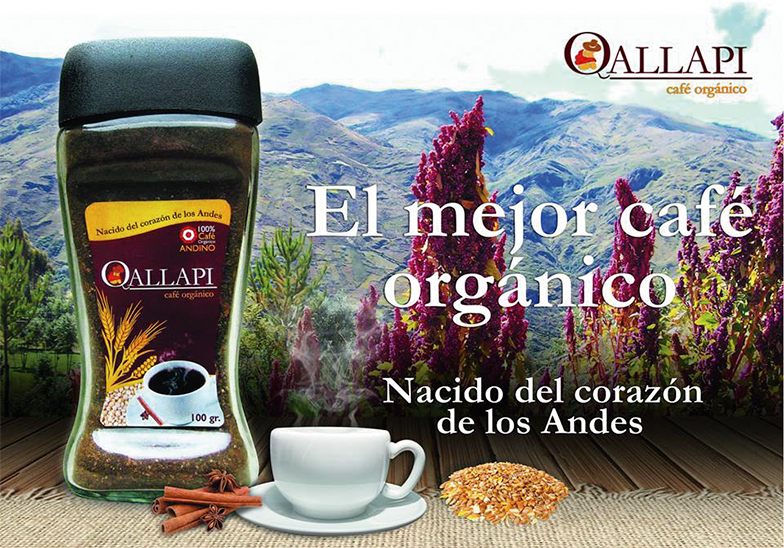 QALLAPI
café orgánico
El mejor café
orgánico
Nacido del corazón
de los Andes
Nacido del corazón de los Andes
100%
Café
Orgánico
ANDINO
QALLAPI
café orgánico
100 gr.